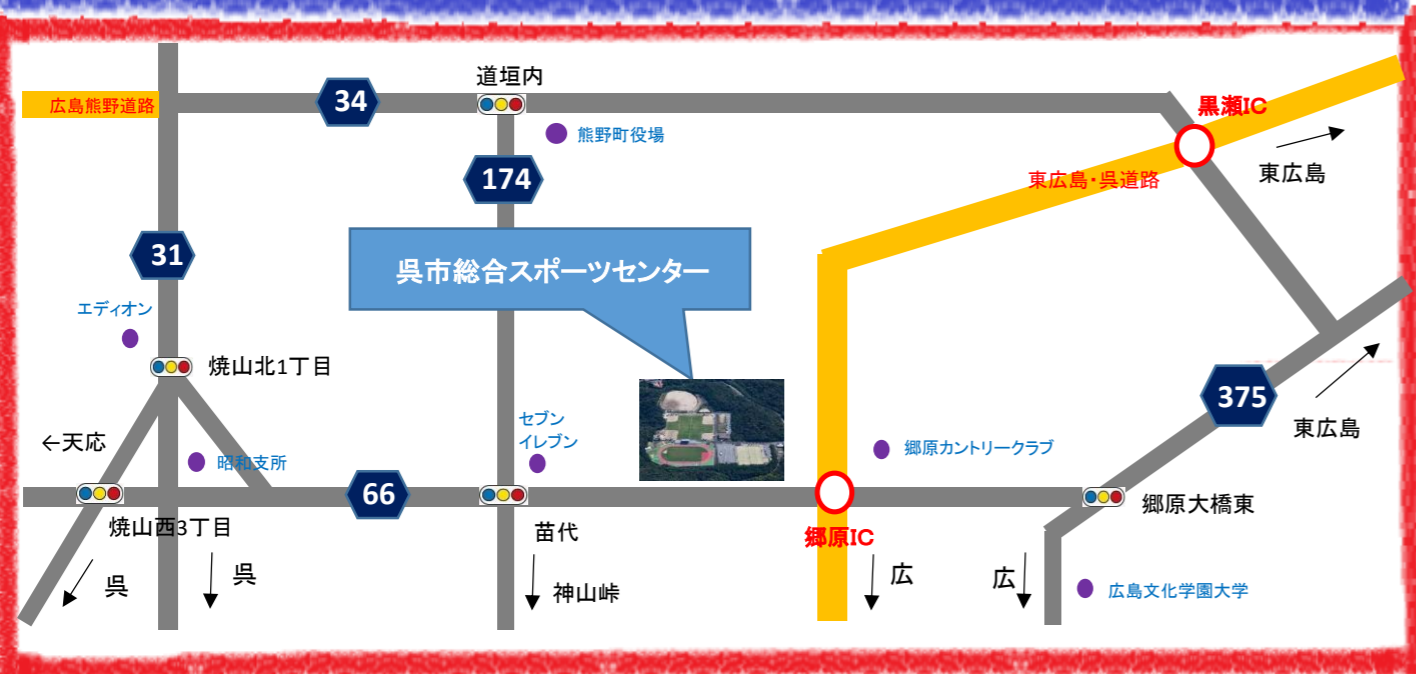 道垣内
広島熊野道路
34
黒瀬IC
熊野町役場
174
東広島・呉道路
東広島
31
呉市総合スポーツセンター
エディオン
焼山北1丁目
375
セブン
イレブン
←天応
昭和支所
郷原カントリークラブ
東広島
66
焼山西3丁目
苗代
郷原IC
郷原大橋東
呉
呉
神山峠
広
広
広島文化学園大学